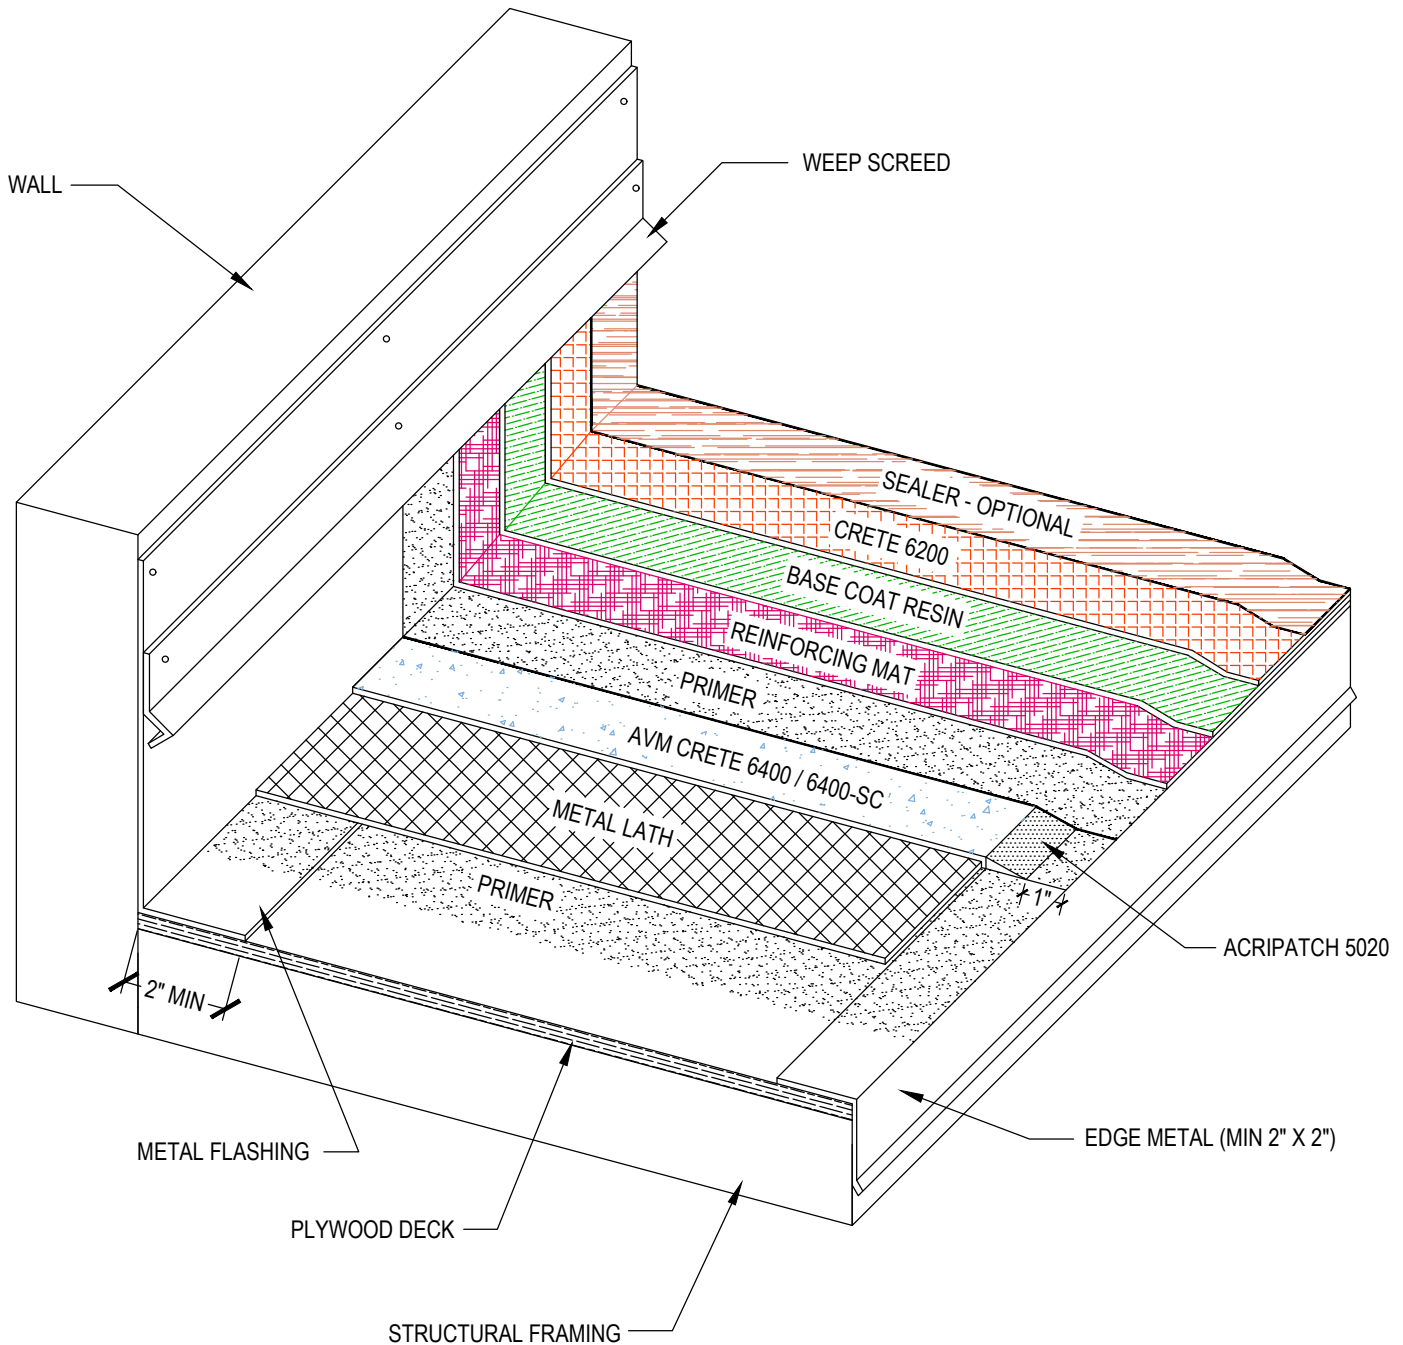 WALL
WEEP SCREED
SEALER - OPTIONAL
CRETE 6200
BASE COAT RESIN
REINFORCING MAT
PRIMER
AVM CRETE 6400 / 6400-SC
METAL LATH
PRIMER
1"
ACRIPATCH 5020
2" MIN
METAL FLASHING
EDGE METAL (MIN 2" X 2")
PLYWOOD DECK
STRUCTURAL FRAMING